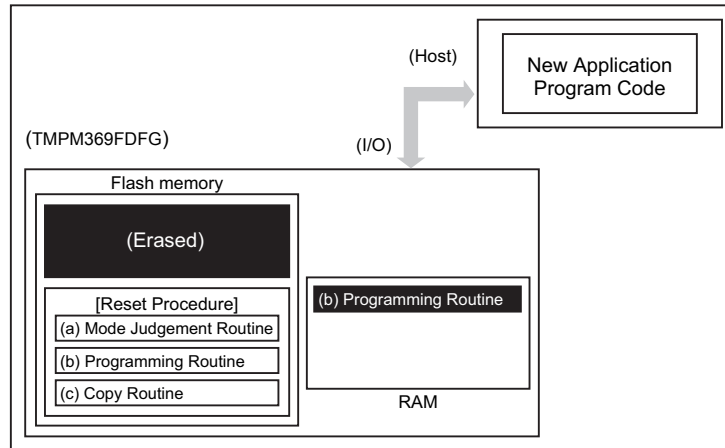 (Host)
New Application
Program Code
(TMPM369FDFG)
(I/O)
Flash memory
(Erased)
[Reset Procedure]
(a) Mode Judgement Routine
(b) Programming Routine
(c) Copy Routine
(b) Programming Routine
RAM